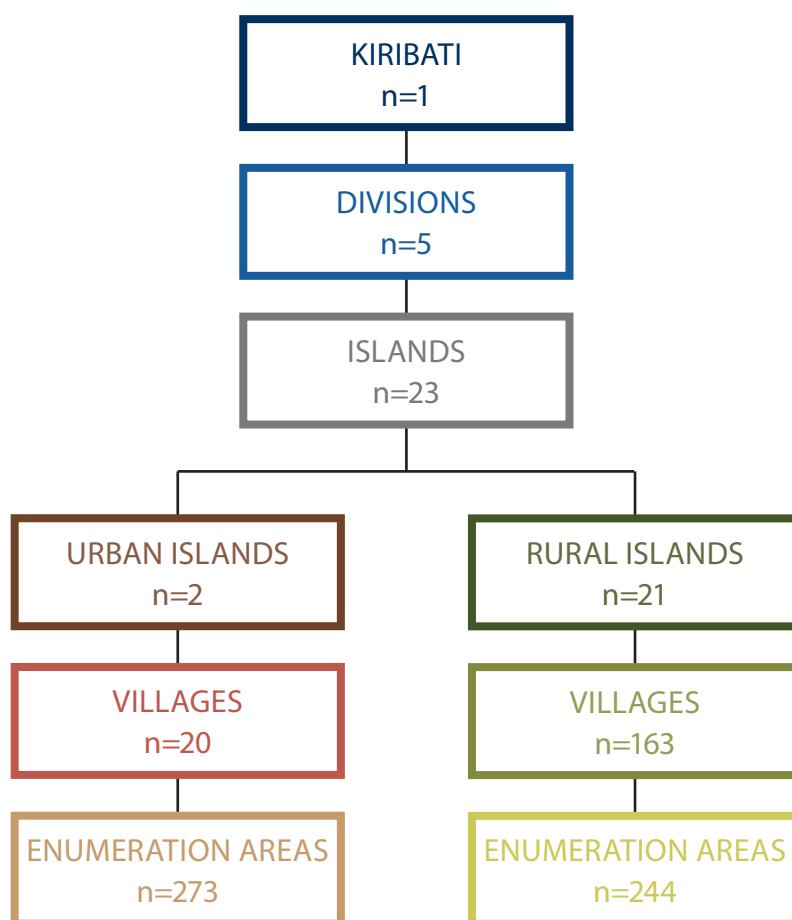 KIRIBATI
n=1
DIVISIONS
n=5
ISLANDS
n=23
URBAN ISLANDS
n=2
RURAL ISLANDS
n=21
VILLAGES
n=20
VILLAGES
n=163
ENUMERATION AREAS
n=273
ENUMERATION AREAS
n=244